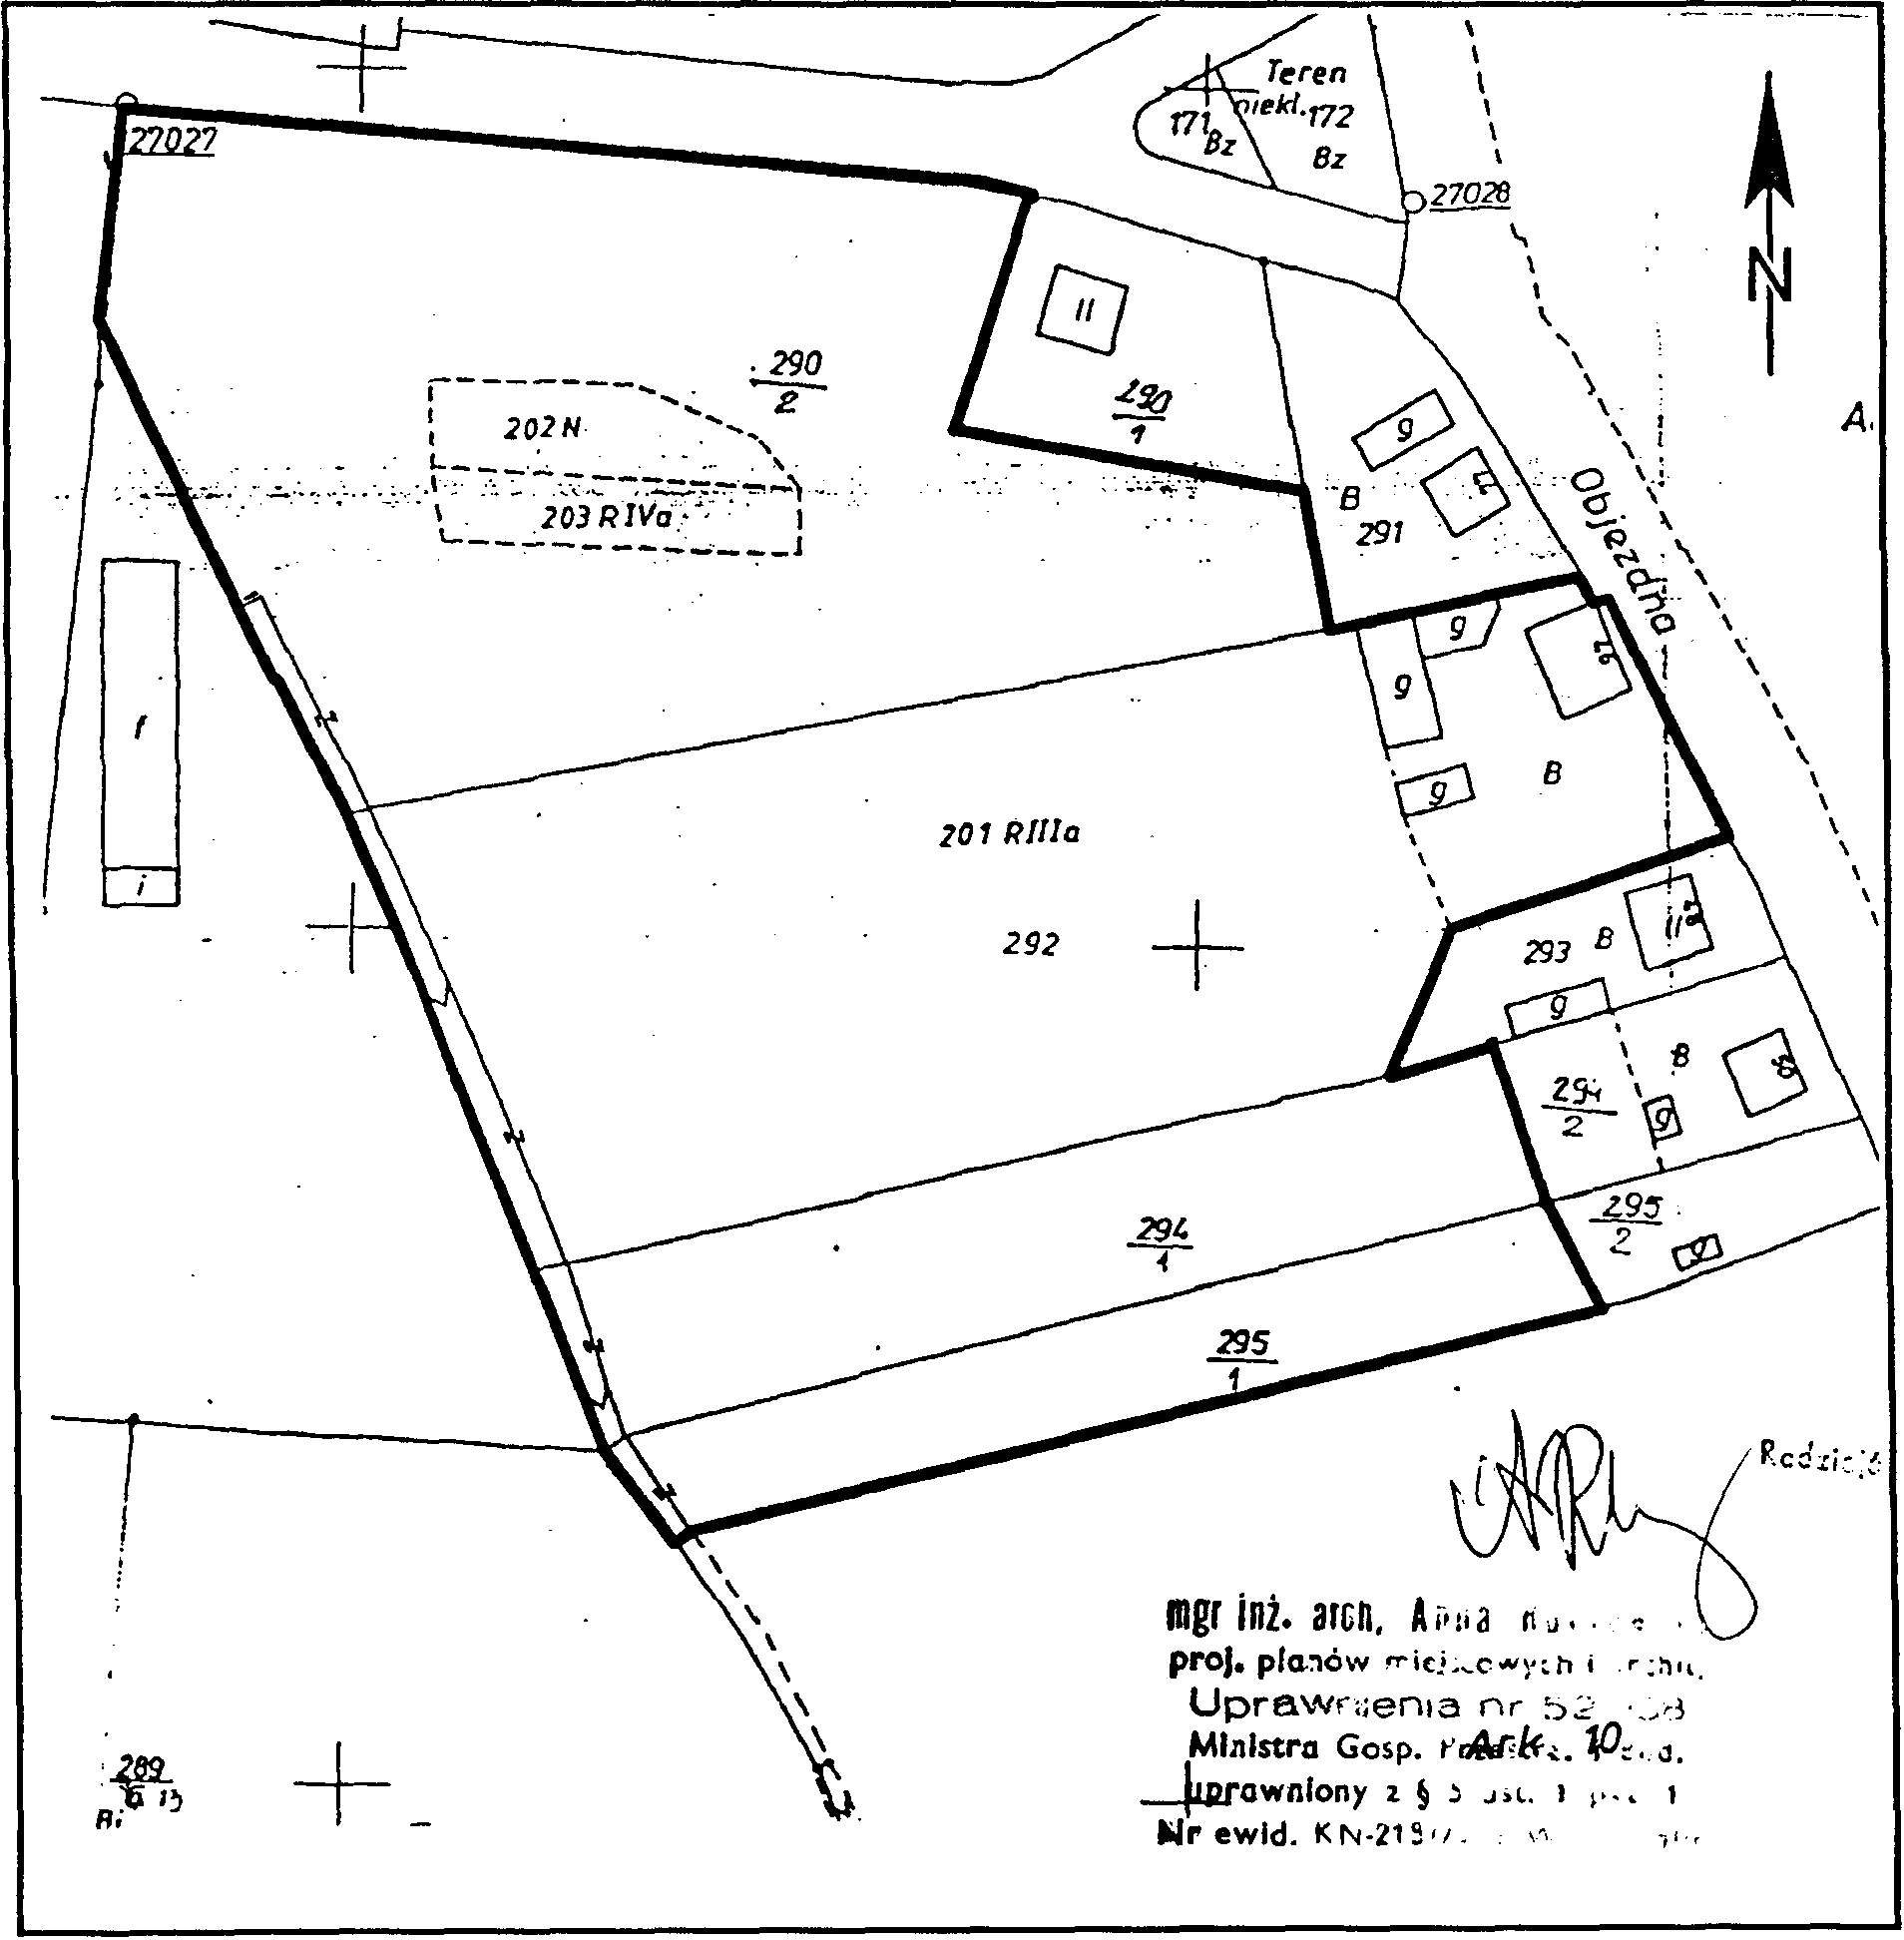 Teren
niekl. 172
171
Bz
Bz
27027
27028
N
290
2
11
290
1
A.
g
202 N
203 RIVa
B
291
Objezdna
g
g
B
g
f
201 RIIIa
i
292
293
B
g
B
294
2
g
295
2
294
1
295
1
mgr inż. arch. Anna
proj. planów miejscowych i
Uprawnienia nr 52
Ministra Gosp.
Ark. 10
uprawniony z § 5 ust. 1
Nr ewid. KN-219
289
Bi